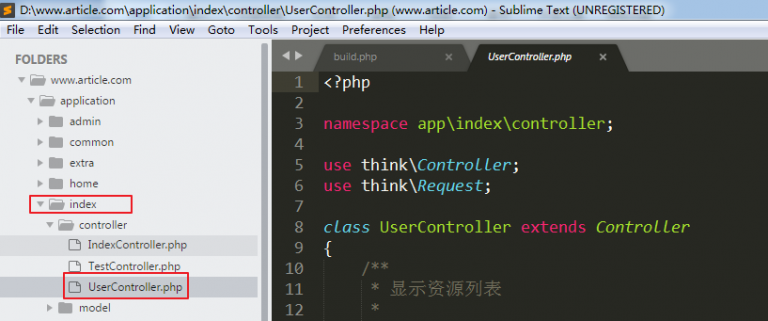 D:\www.article.com\application\index\controller\UserController.php (www.article.com) - Sublime Text (UNREGISTERED)
File Edit Selection Find View Goto Tools Project Preferences Help
FOLDERS
www.article.com
application
admin
common
extra
home
index
controller
IndexController.php
TestController.php
UserController.php
model
build.php × UserController.php ×
1 <?php
2
3 namespace app\index\controller;
4
5 use think\Controller;
6 use think\Request;
7
8 class UserController extends Controller
9 {
10 /**
11 * 显示资源列表
12 *